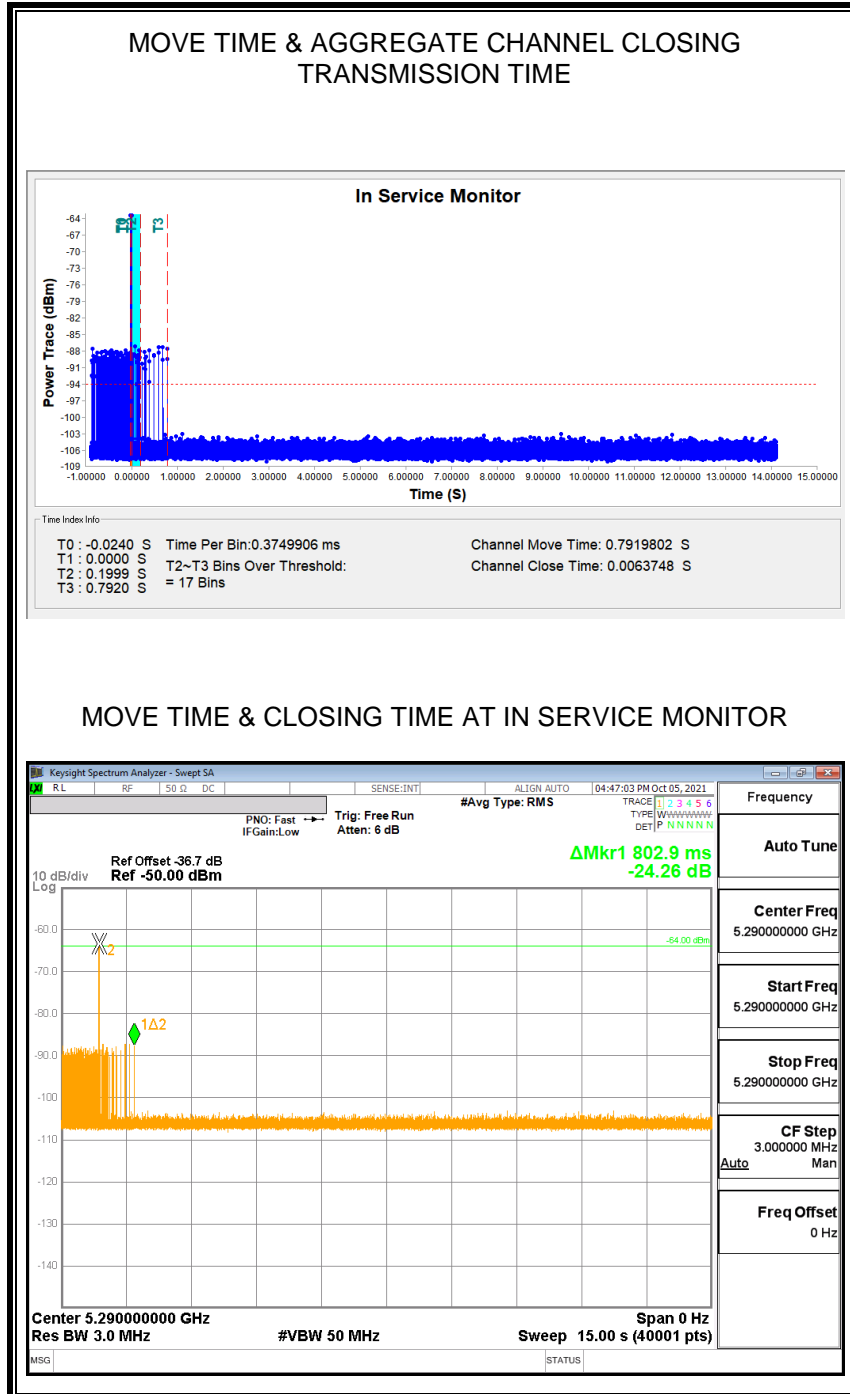 MOVE TIME & AGGREGATE CHANNEL CLOSING
TRANSMISSION TIME
In Service Monitor
Power Trace (dBm)
-64
-67
-70
-73
-76
-79
-82
-85
-88
-91
-94
-97
-100
-103
-106
-109
T0
T2
T3
-1.00000 0.00000 1.00000 2.00000 3.00000 4.00000 5.00000 6.00000 7.00000 8.00000 9.00000 10.00000 11.00000 12.00000 13.00000 14.00000 15.00000
Time (S)
Time Index Info
T0 : -0.0240 S
T1 : 0.0000 S
T2 : 0.1999 S
T3 : 0.7920 S
Time Per Bin:0.3749906 ms
T2~T3 Bins Over Threshold:
= 17 Bins
Channel Move Time: 0.7919802 S
Channel Close Time: 0.0063748 S
MOVE TIME & CLOSING TIME AT IN SERVICE MONITOR
Keysight Spectrum Analyzer - Swept SA
LXI RL RF 50 Ω DC SENSE:INT ALIGN AUTO 04:47:03 PM Oct 05, 2021
PNO: Fast
IFGain:Low
Trig: Free Run
Atten: 6 dB
#Avg Type: RMS
TRACE 1 2 3 4 5 6
TYPE WWWWWW
DET P N N N N N
ΔMkr1 802.9 ms
-24.26 dB
Ref Offset -36.7 dB
10 dB/div Ref -50.00 dBm
Log
-60.0
-70.0
-80.0
-90.0
-100
-110
-120
-130
-140
2
1Δ2
-64.00 dBm
Center 5.290000000 GHz
Span 0 Hz
Res BW 3.0 MHz
#VBW 50 MHz
Sweep 15.00 s (40001 pts)
MSG
STATUS
Frequency
Auto Tune
Center Freq
5.290000000 GHz
Start Freq
5.290000000 GHz
Stop Freq
5.290000000 GHz
CF Step
3.000000 MHz
Auto Man
Freq Offset
0 Hz